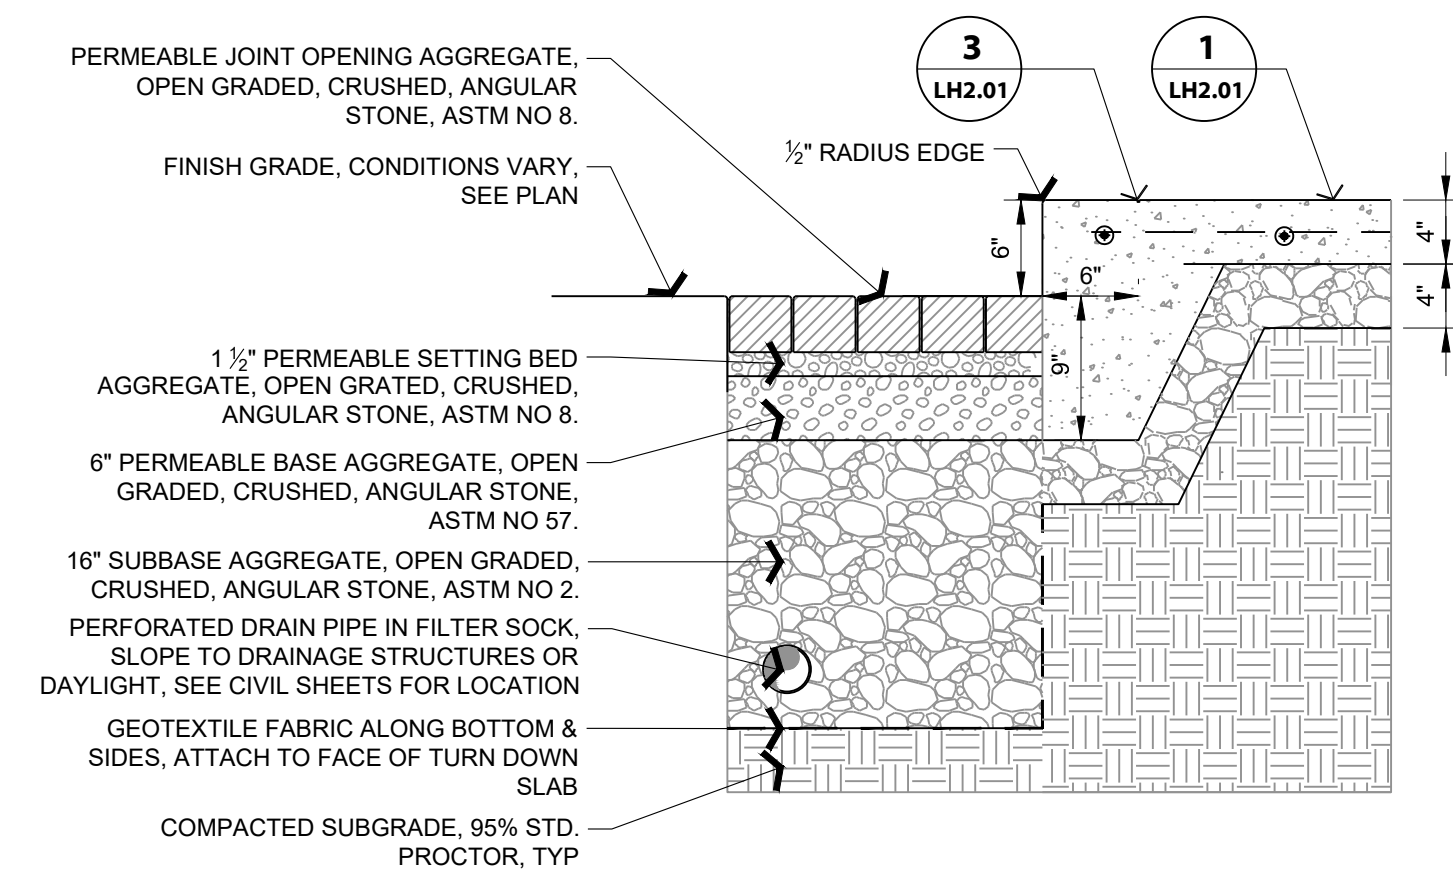 PERMEABLE JOINT OPENING AGGREGATE,
OPEN GRADED, CRUSHED, ANGULAR
STONE, ASTM NO 8.
FINISH GRADE, CONDITIONS VARY,
SEE PLAN
3
LH2.01
1
LH2.01
½" RADIUS EDGE
6"
6"
9"
4"
4"
1 ½" PERMEABLE SETTING BED
AGGREGATE, OPEN GRATED, CRUSHED,
ANGULAR STONE, ASTM NO 8.
6" PERMEABLE BASE AGGREGATE, OPEN
GRADED, CRUSHED, ANGULAR STONE,
ASTM NO 57.
16" SUBBASE AGGREGATE, OPEN GRADED,
CRUSHED, ANGULAR STONE, ASTM NO 2.
PERFORATED DRAIN PIPE IN FILTER SOCK,
SLOPE TO DRAINAGE STRUCTURES OR
DAYLIGHT, SEE CIVIL SHEETS FOR LOCATION
GEOTEXTILE FABRIC ALONG BOTTOM &
SIDES, ATTACH TO FACE OF TURN DOWN
SLAB
COMPACTED SUBGRADE, 95% STD.
PROCTOR, TYP